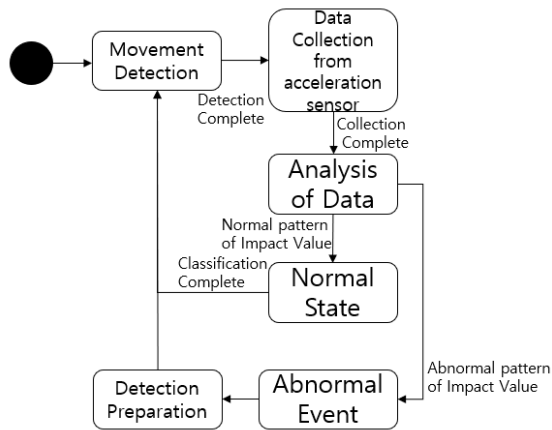 Movement
Detection
Data
Collection
from
acceleration
sensor
Detection
Complete
Collection
Complete
Analysis
of Data
Normal pattern
of Impact Value
Classification
Complete
Normal
State
Abnormal pattern
of Impact Value
Abnormal
Event
Detection
Preparation